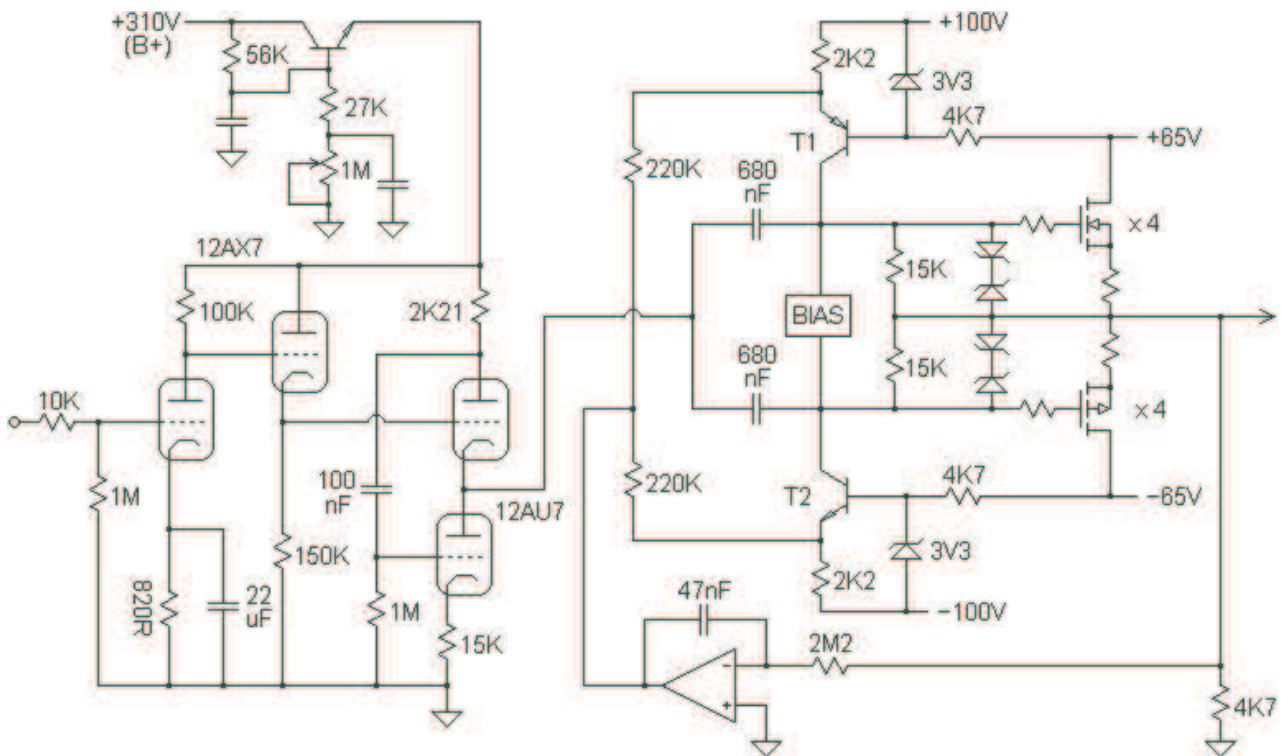 +310V
(B+)
56K
27K
1M
12AX7
100K
2K21
10K
1M
820R
22
uF
150K
100
nF
1M
12AU7
15K
+100V
2K2
3V3
4K7
T1
+65V
220K
680
nF
x4
15K
BIAS
680
nF
15K
x4
220K
4K7
T2
-65V
3V3
2K2
-100V
47nF
2M2
-
+
4K7